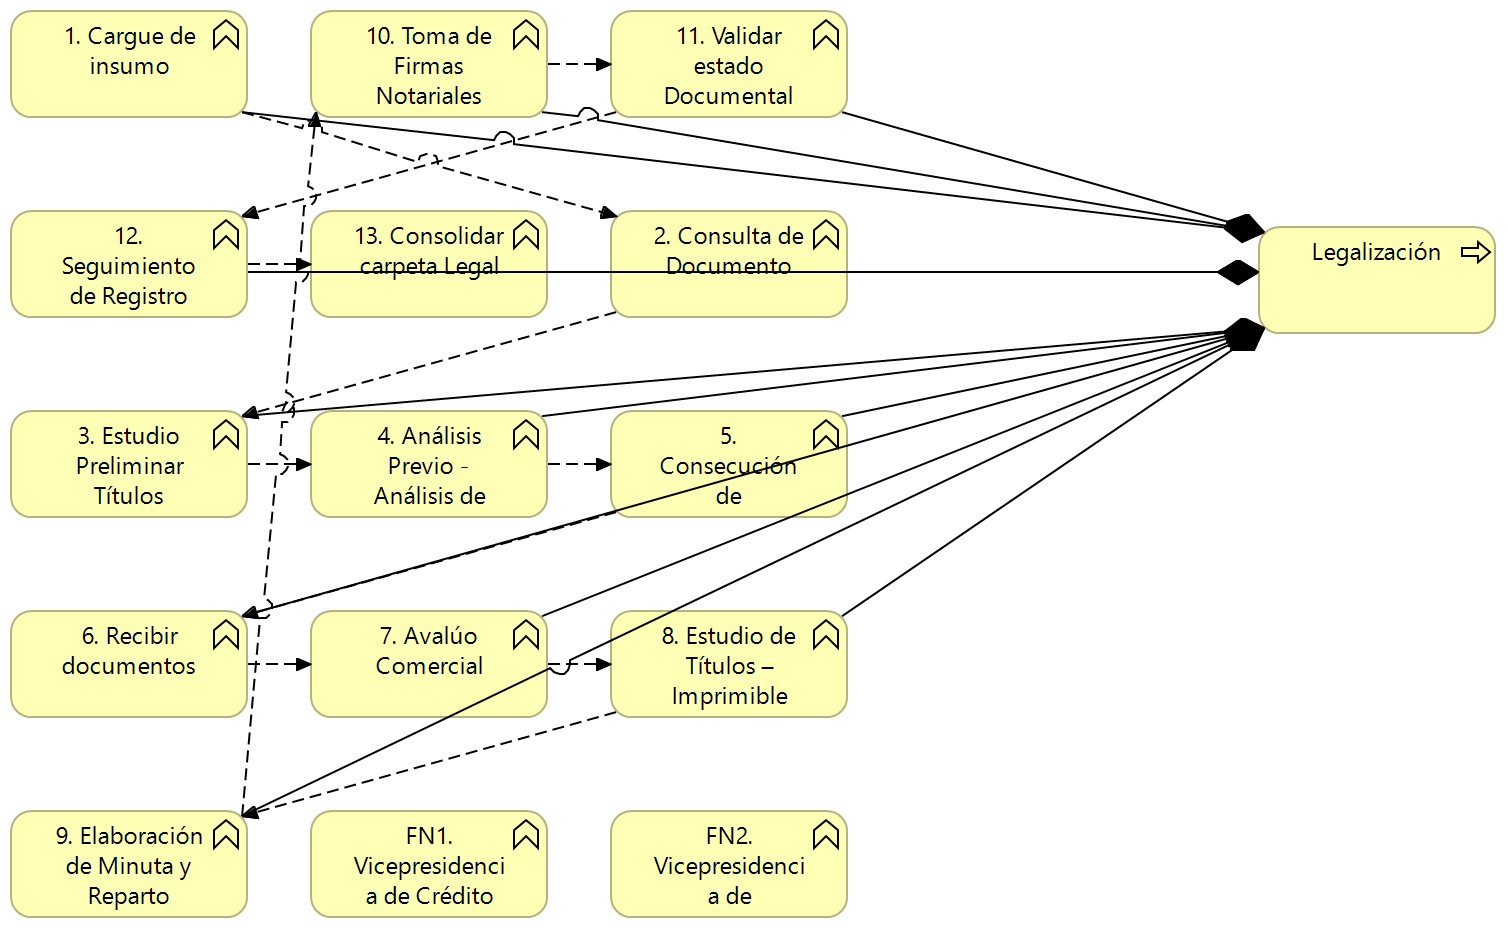 1. Cargue de
insumo
10. Toma de
Firmas
Notariales
11. Validar
estado
Documental
12.
Seguimiento
de Registro
13. Consolidar
carpeta Legal
2. Consulta de
Documento
Legalización
3. Estudio
Preliminar
Títulos
4. Análisis
Previo -
Análisis de
5.
Consecución
de
6. Recibir
documentos
7. Avalúo
Comercial
8. Estudio de
Títulos –
Imprimible
9. Elaboración
de Minuta y
Reparto
FN1.
Vicepresidenci
a de Crédito
FN2.
Vicepresidenci
a de